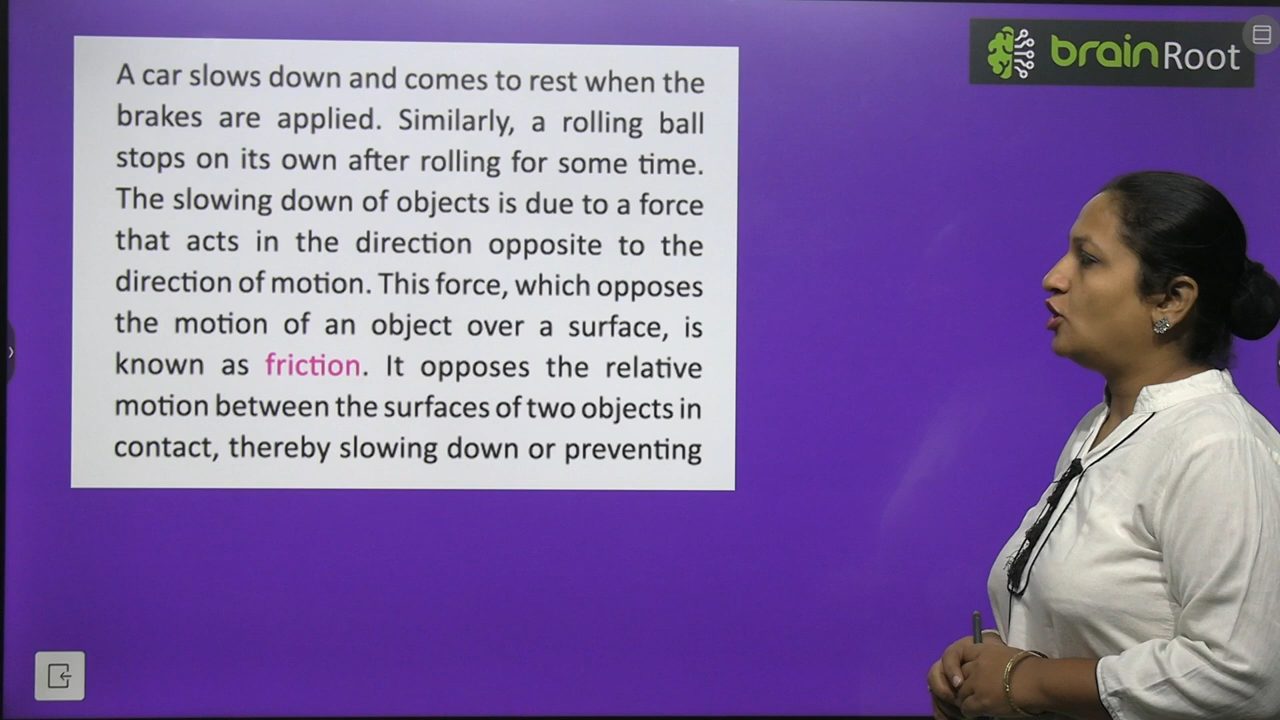 A car slows down and comes to rest when the
brakes are applied. Similarly, a rolling ball
stops on its own after rolling for some time.
The slowing down of objects is due to a force
that acts in the direction opposite to the
direction of motion. This force, which opposes
the motion of an object over a surface, is
known as friction. It opposes the relative
motion between the surfaces of two objects in
contact, thereby slowing down or preventing
brainRoot